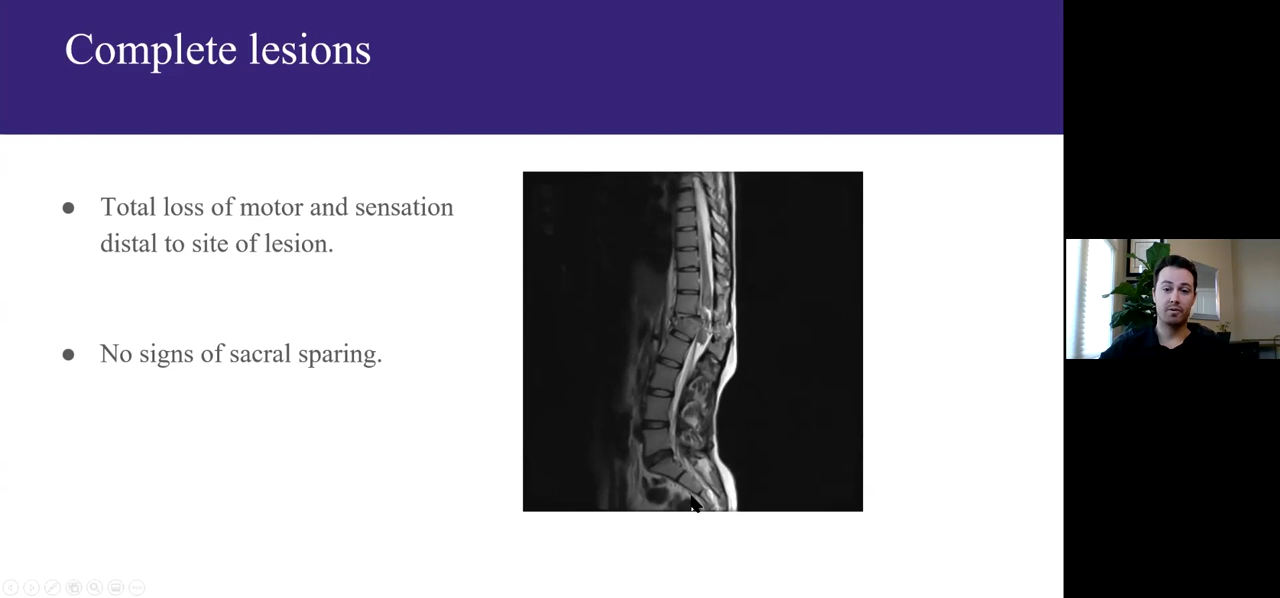 Complete lesions
● Total loss of motor and sensation
distal to site of lesion.
● No signs of sacral sparing.